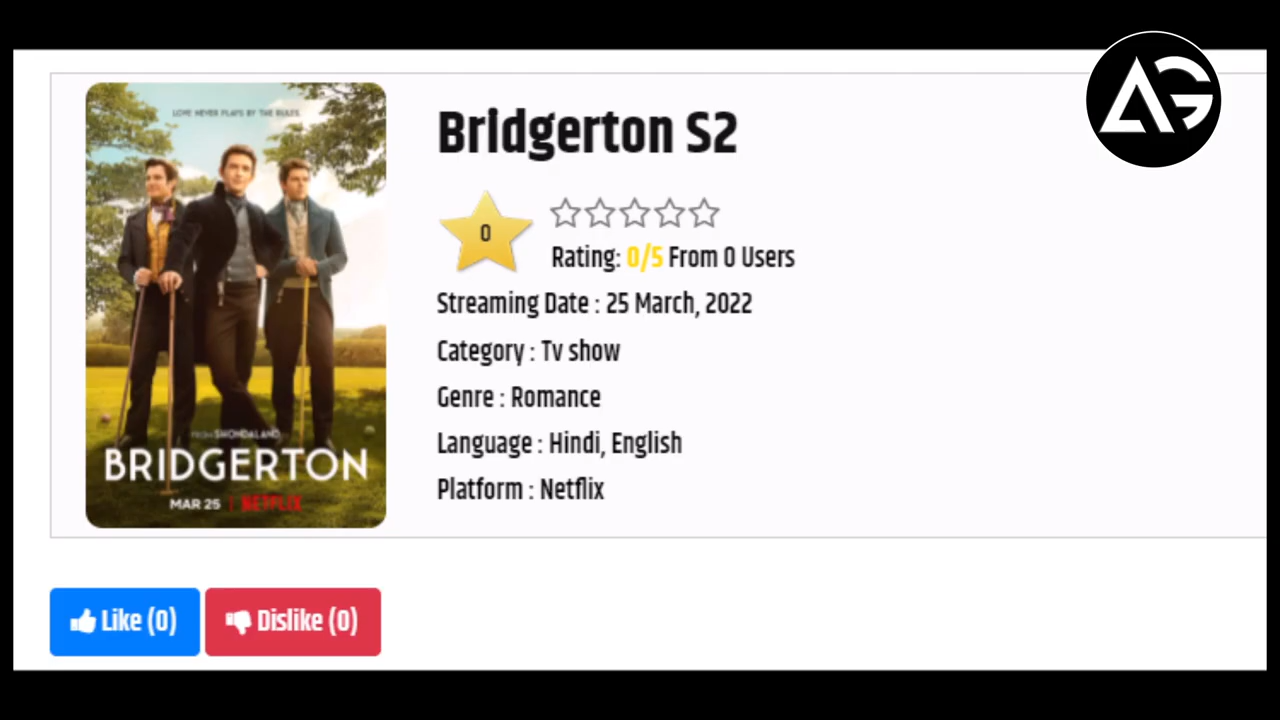 AG
LOVE NEVER PLAYS BY THE RULES
FROM SHONDALAND
BRIDGERTON
MAR 25 | NETFLIX
Bridgerton S2
0
Rating: 0/5 From 0 Users
Streaming Date : 25 March, 2022
Category : Tv show
Genre : Romance
Language : Hindi, English
Platform : Netflix
Like (0)
Dislike (0)